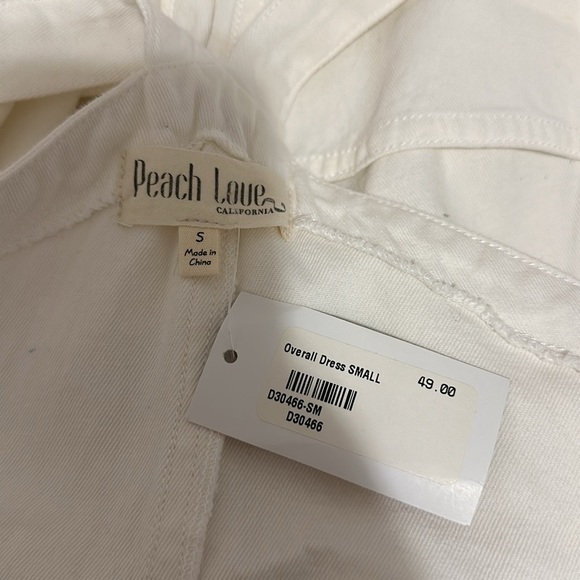 Peach Love
CALIFORNIA
S
Made in
China
Overall Dress SMALL 49.00
D30466-SM
D30466